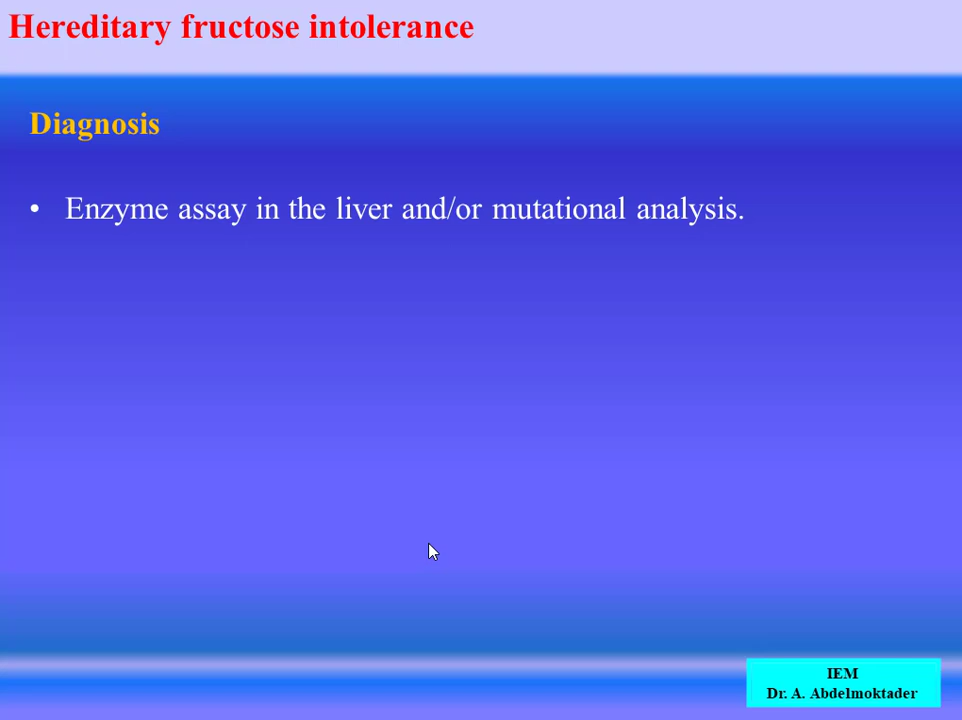 Hereditary fructose intolerance
Diagnosis
• Enzyme assay in the liver and/or mutational analysis.
IEM
Dr. A. Abdelmoktader